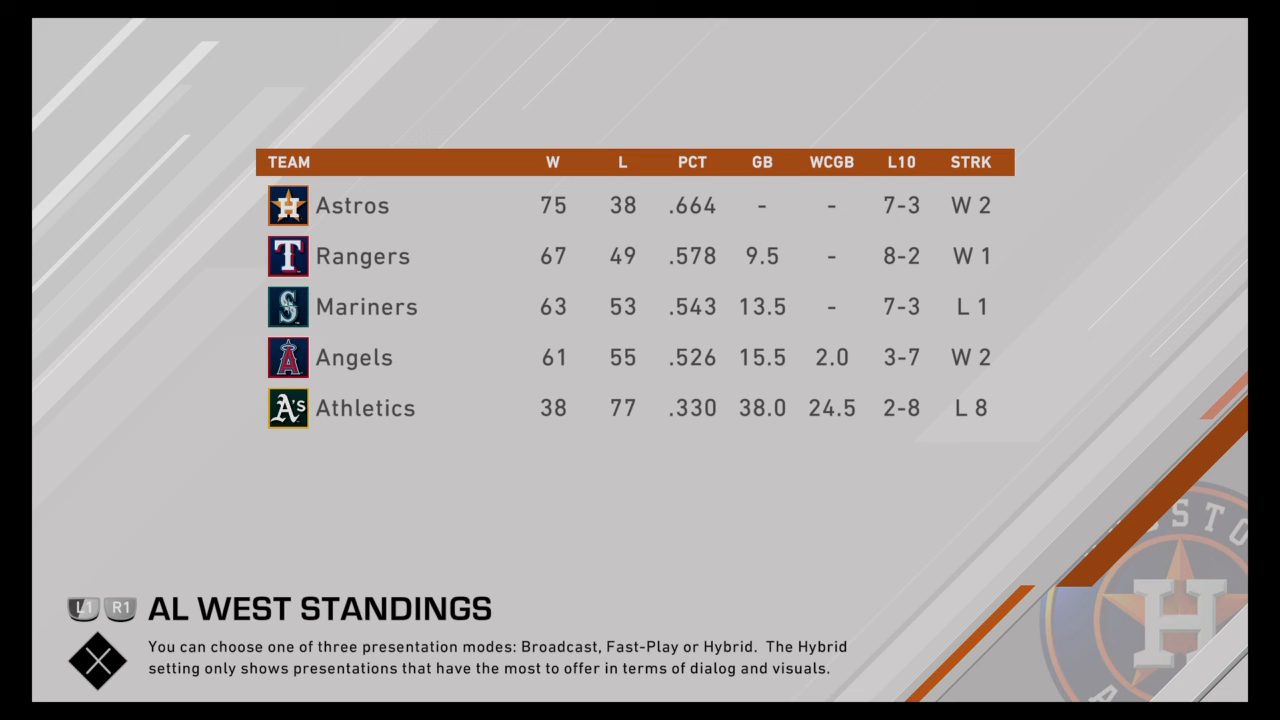 TEAM W L PCT GB WCGB L10 STRK
Astros 75 38 .664 - - 7-3 W 2
Rangers 67 49 .578 9.5 - 8-2 W 1
Mariners 63 53 .543 13.5 - 7-3 L 1
Angels 61 55 .526 15.5 2.0 3-7 W 2
A's Athletics 38 77 .330 38.0 24.5 2-8 L 8
L1 R1 AL WEST STANDINGS
You can choose one of three presentation modes: Broadcast, Fast-Play or Hybrid. The Hybrid
setting only shows presentations that have the most to offer in terms of dialog and visuals.
STO
H
A